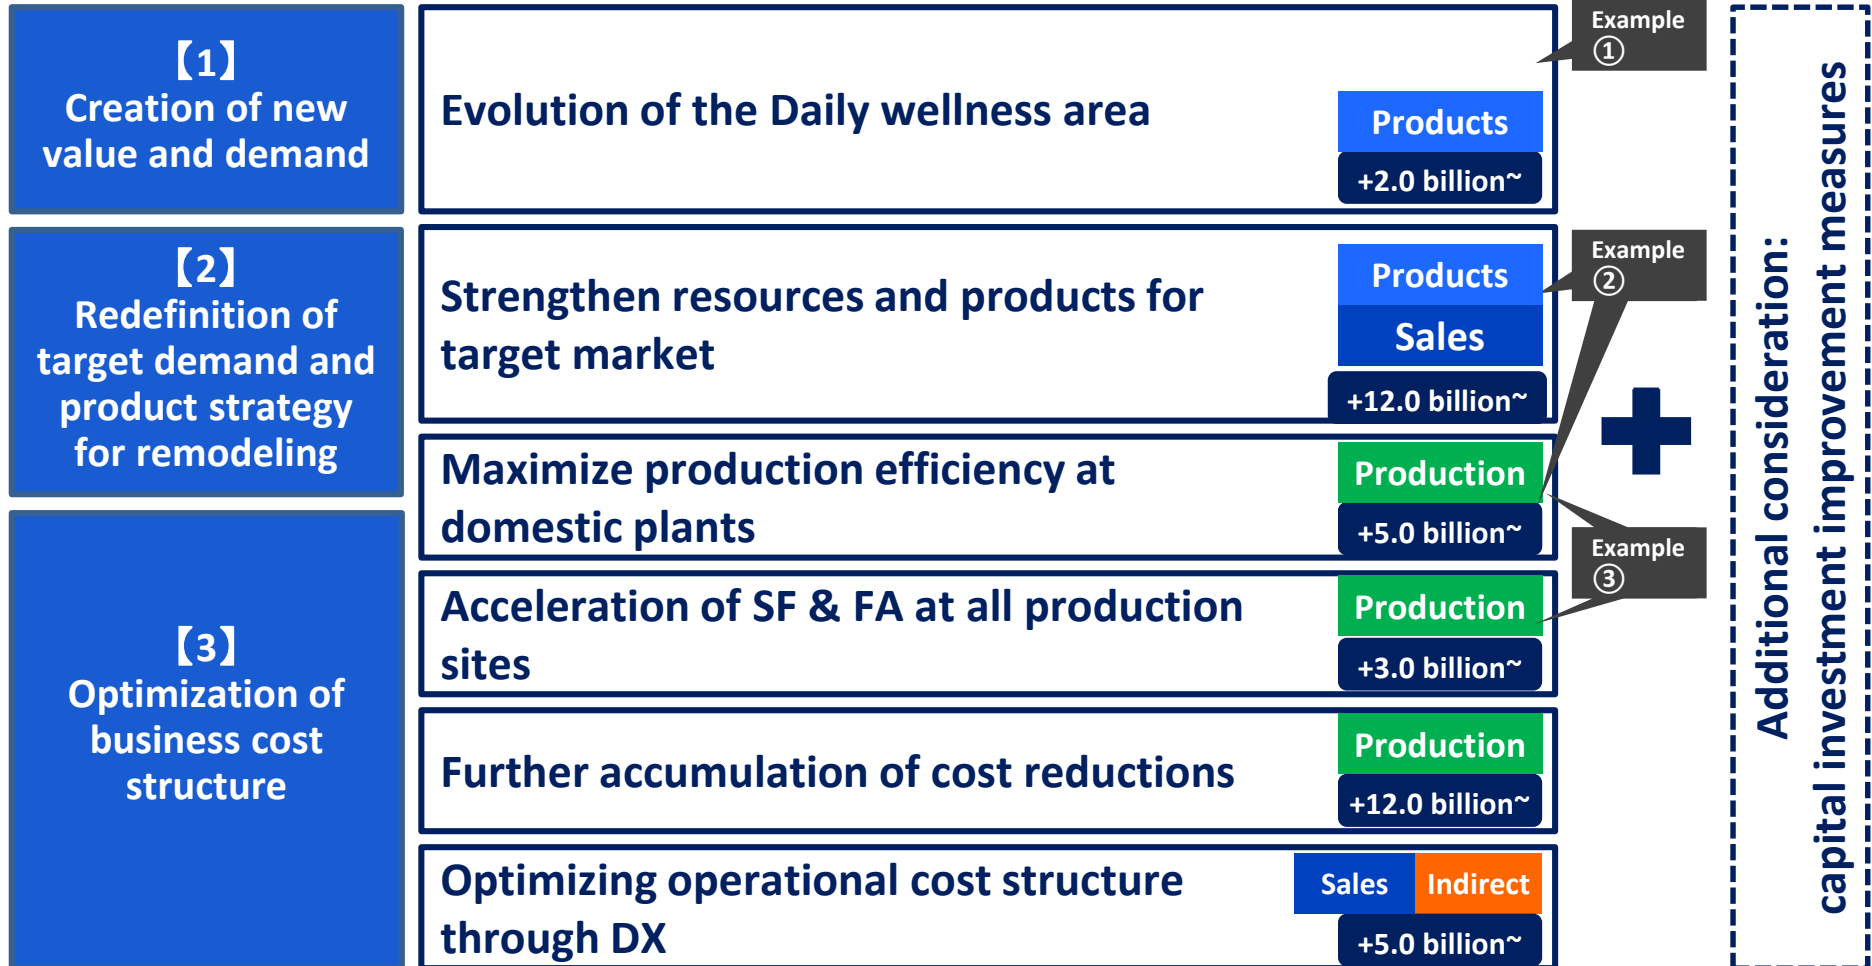 【1】
Creation of new
value and demand
Evolution of the Daily wellness area
Products
+2.0 billion~
Example
①
【2】
Redefinition of
target demand and
product strategy
for remodeling
Strengthen resources and products for
target market
Products
Sales
+12.0 billion~
Example
②
Maximize production efficiency at
domestic plants
Production
+5.0 billion~
Example
③
【3】
Optimization of
business cost
structure
Acceleration of SF & FA at all production
sites
Production
+3.0 billion~
Further accumulation of cost reductions
Production
+12.0 billion~
Optimizing operational cost structure
through DX
Sales
Indirect
+5.0 billion~
Additional consideration:
capital investment improvement measures